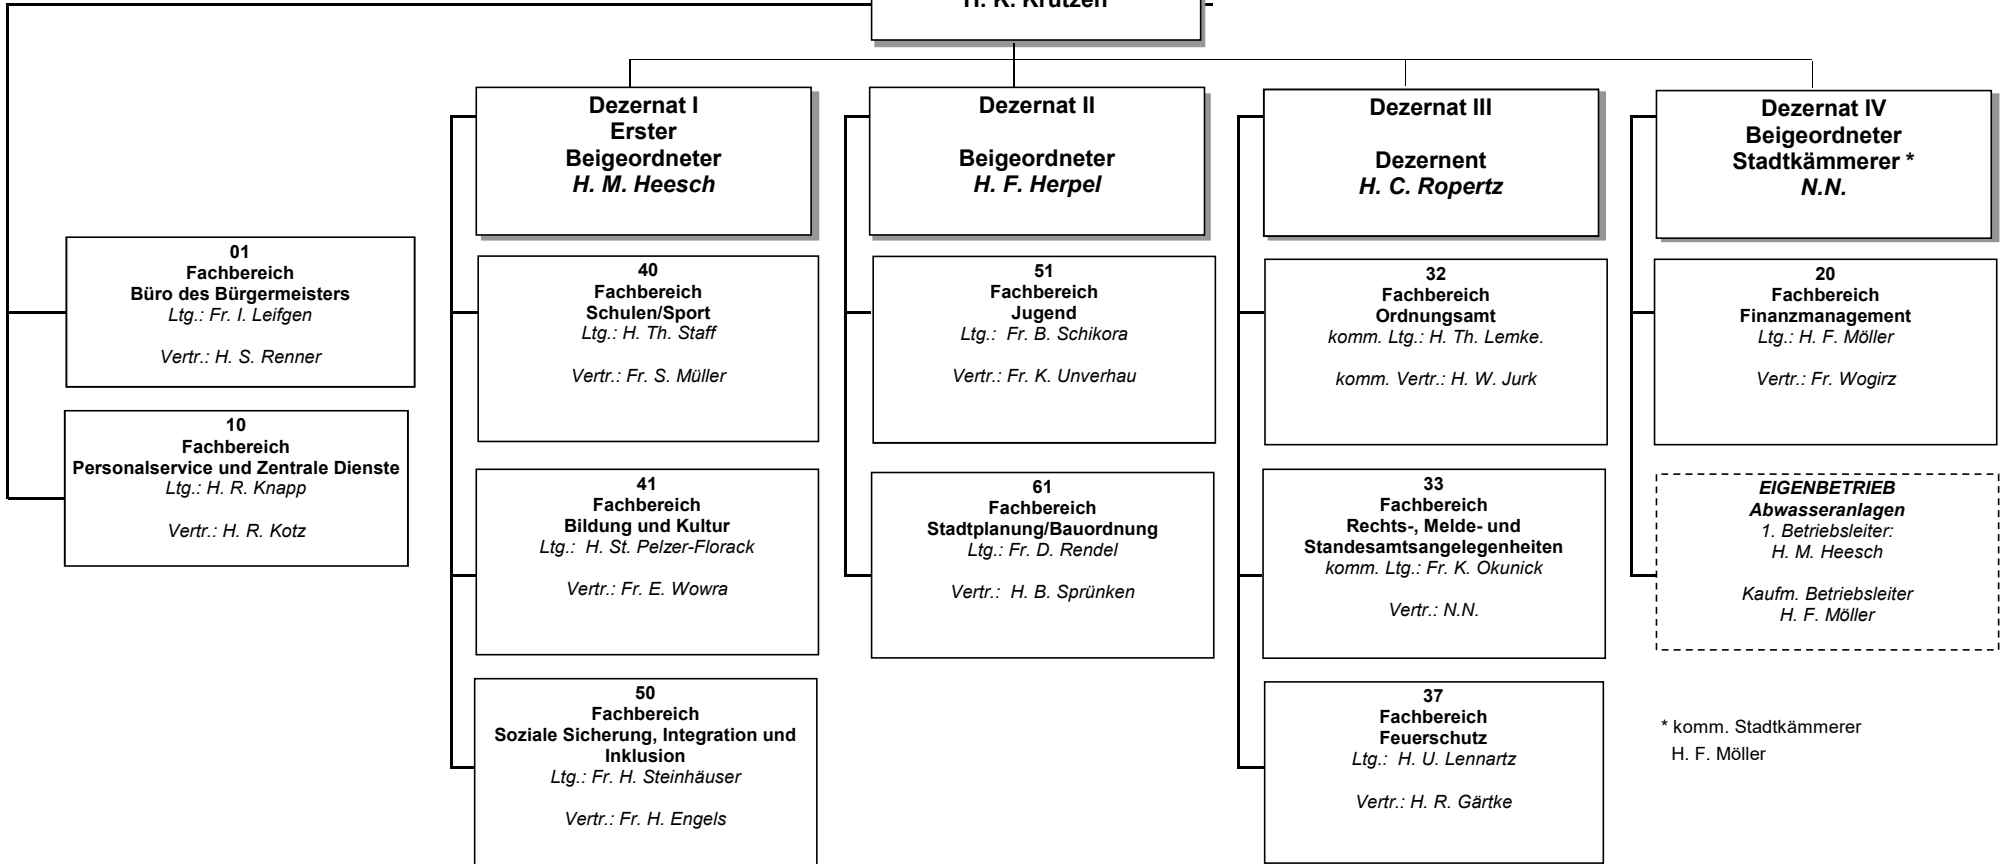 H. K. Krützen
Dezernat I
Erster
Beigeordneter
H. M. Heesch
Dezernat II
Beigeordneter
H. F. Herpel
Dezernat III
Dezernent
H. C. Ropertz
Dezernat IV
Beigeordneter
Stadtkämmerer *
N.N.
01
Fachbereich
Büro des Bürgermeisters
Ltg.: Fr. I. Leifgen
Vertr.: H. S. Renner
10
Fachbereich
Personalservice und Zentrale Dienste
Ltg.: H. R. Knapp
Vertr.: H. R. Kotz
40
Fachbereich
Schulen/Sport
Ltg.: H. Th. Staff
Vertr.: Fr. S. Müller
41
Fachbereich
Bildung und Kultur
Ltg.: H. St. Pelzer-Florack
Vertr.: Fr. E. Wowra
50
Fachbereich
Soziale Sicherung, Integration und
Inklusion
Ltg.: Fr. H. Steinhäuser
Vertr.: Fr. H. Engels
51
Fachbereich
Jugend
Ltg.: Fr. B. Schikora
Vertr.: Fr. K. Unverhau
61
Fachbereich
Stadtplanung/Bauordnung
Ltg.: Fr. D. Rendel
Vertr.: H. B. Sprünken
32
Fachbereich
Ordnungsamt
komm. Ltg.: H. Th. Lemke.
komm. Vertr.: H. W. Jurk
33
Fachbereich
Rechts-, Melde- und
Standesamtsangelegenheiten
komm. Ltg.: Fr. K. Okunick
Vertr.: N.N.
37
Fachbereich
Feuerschutz
Ltg.: H. U. Lennartz
Vertr.: H. R. Gärtke
20
Fachbereich
Finanzmanagement
Ltg.: H. F. Möller
Vertr.: Fr. Wogirz
EIGENBETRIEB
Abwasseranlagen
1. Betriebsleiter:
H. M. Heesch
Kaufm. Betriebsleiter
H. F. Möller
* komm. Stadtkämmerer
H. F. Möller